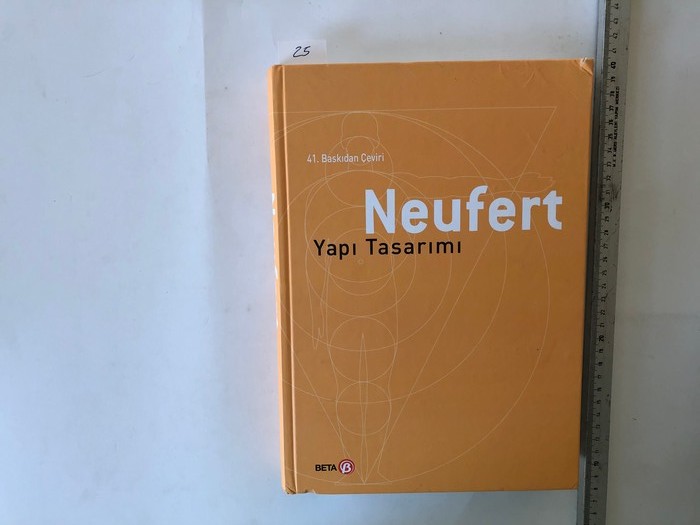 25
41. Baskıdan Çeviri
Neufert
Yapı Tasarımı
BETA